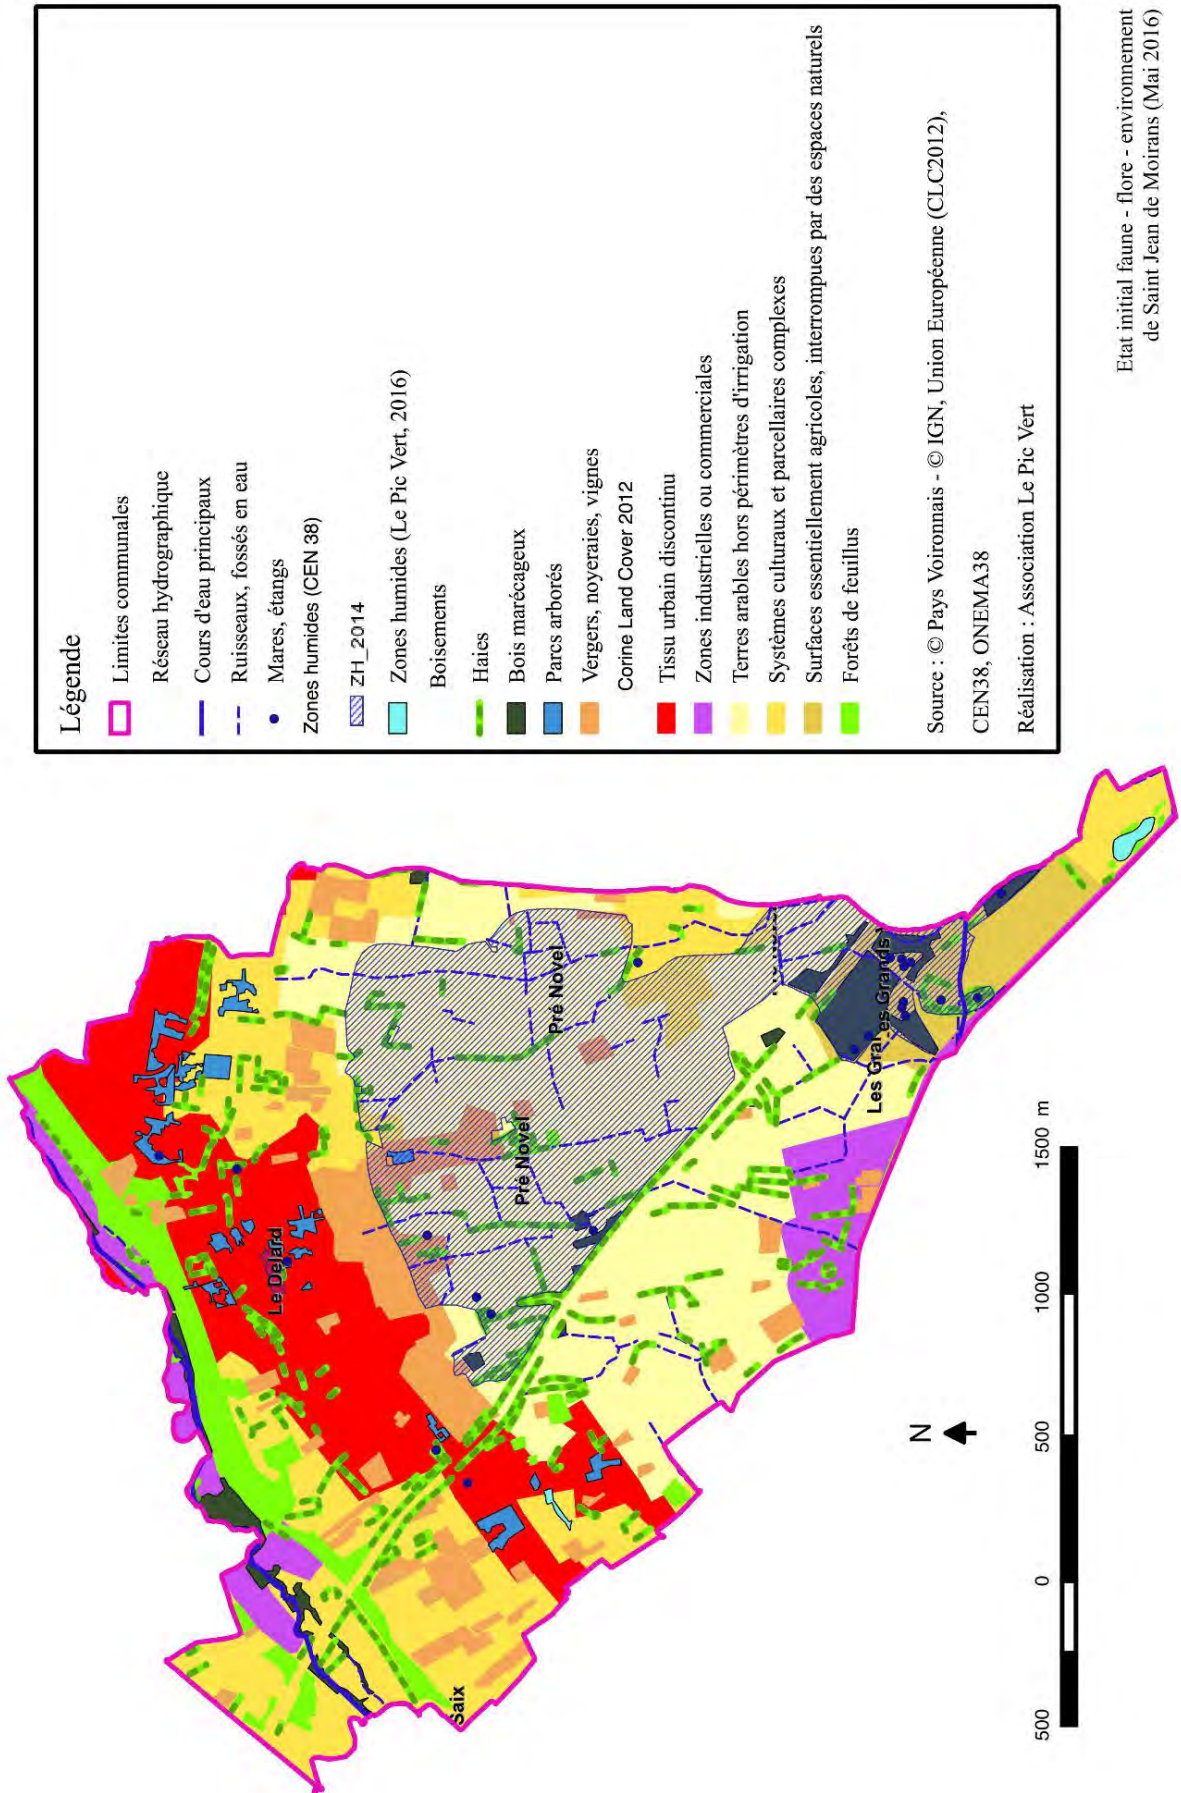 Légende
Limites communales
Réseau hydrographique
Cours d'eau principaux
Ruisseaux, fossés en eau
Mares, étangs
Zones humides (CEN 38)
ZH_2014
Zones humides (Le Pic Vert, 2016)
Boisements
Haies
Bois marécageux
Parcs arborés
Vergers, noyeraies, vignes
Corine Land Cover 2012
Tissu urbain discontinu
Zones industrielles ou commerciales
Terres arables hors périmètres d'irrigation
Systèmes culturaux et parcellaires complexes
Surfaces essentiellement agricoles, interrompues par des espaces naturels
Forêts de feuillus
Source : © Pays Voironnais - © IGN, Union Européenne (CLC2012),
CEN38, ONEMA38
Réalisation : Association Le Pic Vert
Etat initial faune - flore - environnement
de Saint Jean de Moirans (Mai 2016)
Saix
Le Delard
Pré Novel
Pré Novel
Les Gra
es Grands
N
500 0 500 1000 1500 m